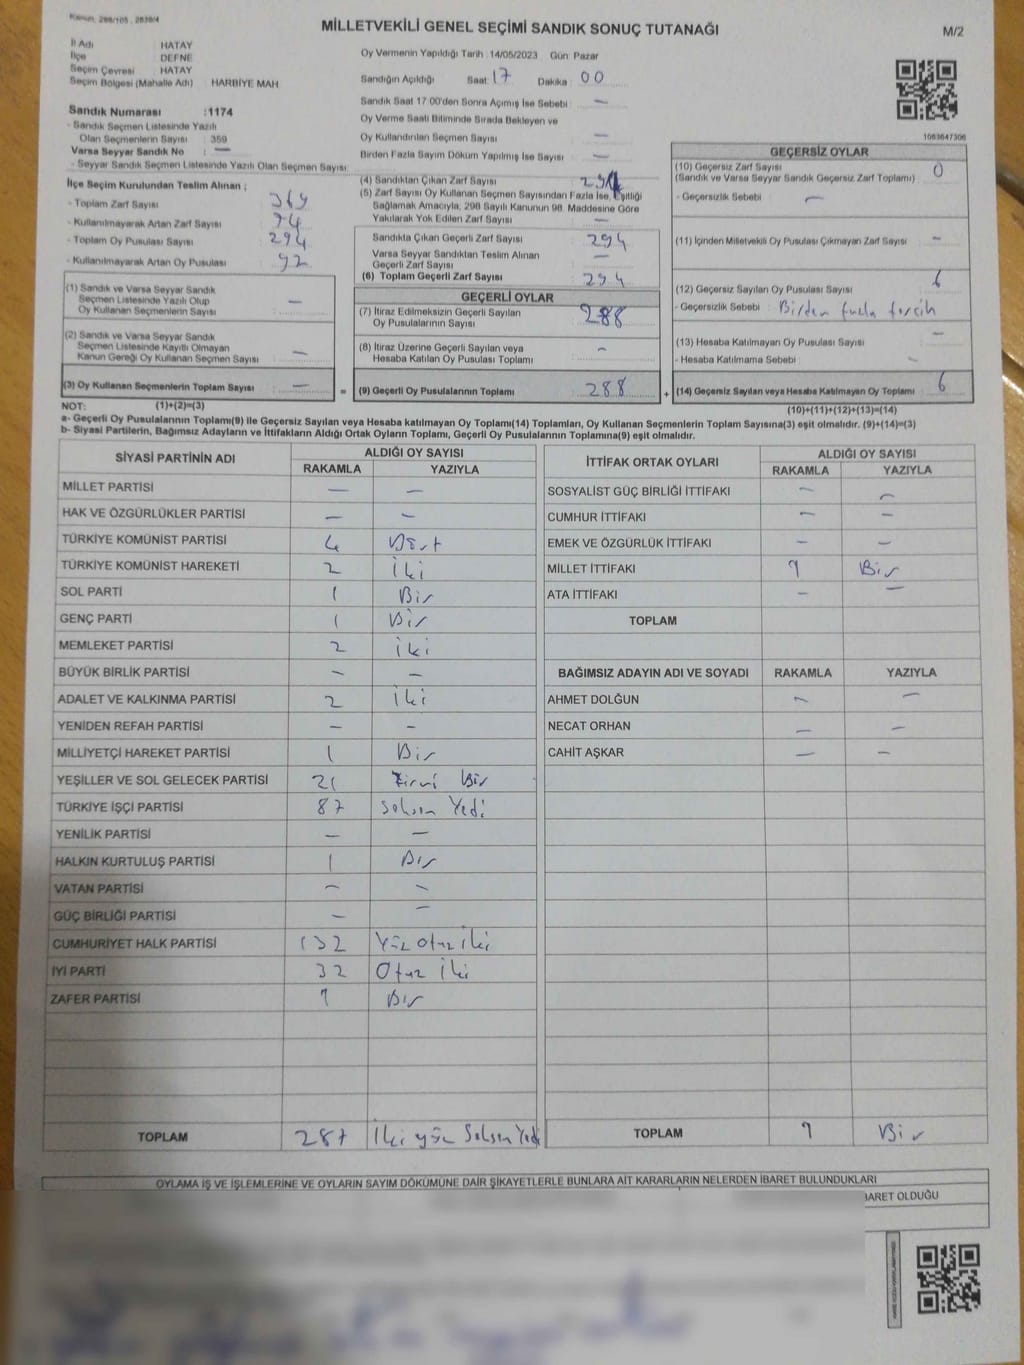 Kanun, 298/105 , 2839/4
MİLLETVEKİLİ GENEL SEÇİMİ SANDIK SONUÇ TUTANAĞI
M/2
İl Adı : HATAY
İlçe : DEFNE
Seçim Çevresi : HATAY
Seçim Bölgesi (Mahalle Adı) : HARBİYE MAH
Sandık Numarası :1174
- Sandık Seçmen Listesinde Yazılı
Olan Seçmenlerin Sayısı : 359
Varsa Seyyar Sandık No : —
- Seyyar Sandık Seçmen Listesinde Yazılı Olan Seçmen Sayısı
İlçe Seçim Kurulundan Teslim Alınan ;
- Toplam Zarf Sayısı :
- Kullanılmayarak Artan Zarf Sayısı : 74
- Toplam Oy Pusulası Sayısı : 294
- Kullanılmayarak Artan Oy Pusulası :
Oy Vermenin Yapıldığı Tarih :14/05/2023 Gün: Pazar
Sandığın Açıldığı Saat: 17 Dakika : 00
Sandık Saat 17.00'den Sonra Açımış İse Sebebi : —
Oy Verme Saati Bitiminde Sırada Bekleyen ve
Oy Kullandırılan Seçmen Sayısı : —
Birden Fazla Sayım Döküm Yapılmış İse Sayısı : —
(4) Sandıktan Çıkan Zarf Sayısı : 294
(5) Zarf Sayısı Oy Kullanan Seçmen Sayısından Fazla İse, Eşitliği
Sağlamak Amacıyla, 298 Sayılı Kanunun 98. Maddesine Göre
Yakılarak Yok Edilen Zarf Sayısı : —
Sandıkta Çıkan Geçerli Zarf Sayısı : 294
Varsa Seyyar Sandıktan Teslim Alınan
Geçerli Zarf Sayısı : —
(6) Toplam Geçerli Zarf Sayısı : 294
1083647306
GEÇERSİZ OYLAR
(10) Geçersiz Zarf Sayısı : 0
(Sandık ve Varsa Seyyar Sandık Geçersiz Zarf Toplamı)
- Geçersizlik Sebebi : —
(11) İçinden Milletvekili Oy Pusulası Çıkmayan Zarf Sayısı : —
(12) Geçersiz Sayılan Oy Pusulası Sayısı : 6
- Geçersizlik Sebebi : Birden fazla tercih
(13) Hesaba Katılmayan Oy Pusulası Sayısı : —
- Hesaba Katılmama Sebebi : —
(1) Sandık ve Varsa Seyyar Sandık
Seçmen Listesinde Yazılı Olup
Oy Kullanan Seçmenlerin Sayısı : —
(2) Sandık ve Varsa Seyyar Sandık
Seçmen Listesinde Kayıtlı Olmayan
Kanun Gereği Oy Kullanan Seçmen Sayısı : —
GEÇERLİ OYLAR
(7) İtiraz Edilmeksizin Geçerli Sayılan
Oy Pusulalarının Sayısı : 288
(8) İtiraz Üzerine Geçerli Sayılan veya
Hesaba Katılan Oy Pusulası Toplamı : —
(3) Oy Kullanan Seçmenlerin Toplam Sayısı : — = (9) Geçerli Oy Pusulalarının Toplamı : 288 + (14) Geçersiz Sayılan veya Hesaba Katılmayan Oy Toplamı : 6
NOT: (1)+(2)=(3)
(10)+(11)+(12)+(13)=(14)
a- Geçerli Oy Pusulalarının Toplamı(9) ile Geçersiz Sayılan veya Hesaba katılmayan Oy Toplamı(14) Toplamları, Oy Kullanan Seçmenlerin Toplam Sayısına(3) eşit olmalıdır. (9)+(14)=(3)
b- Siyasi Partilerin, Bağımsız Adayların ve İttifakların Aldığı Ortak Oyların Toplamı, Geçerli Oy Pusulalarının Toplamına(9) eşit olmalıdır.
SİYASİ PARTİNİN ADI ALDIĞI OY SAYISI
RAKAMLA YAZIYLA
MİLLET PARTİSİ — —
HAK VE ÖZGÜRLÜKLER PARTİSİ — —
TÜRKİYE KOMÜNİST PARTİSİ 4 Dört
TÜRKİYE KOMÜNİST HAREKETİ 2 İki
SOL PARTİ 1 Bir
GENÇ PARTİ 1 Bir
MEMLEKET PARTİSİ 2 iki
BÜYÜK BİRLİK PARTİSİ — —
ADALET VE KALKINMA PARTİSİ 2 İki
YENİDEN REFAH PARTİSİ — —
MİLLİYETÇİ HAREKET PARTİSİ 1 Bir
YEŞİLLER VE SOL GELECEK PARTİSİ 21 Yirmi Bir
TÜRKİYE İŞÇİ PARTİSİ 87 Seksen Yedi
YENİLİK PARTİSİ — —
HALKIN KURTULUŞ PARTİSİ 1 Bir
VATAN PARTİSİ — —
GÜÇ BİRLİĞİ PARTİSİ — —
CUMHURİYET HALK PARTİSİ 132 Yüz Otuz İki
İYİ PARTİ 32 Otuz İki
ZAFER PARTİSİ 1 Bir
TOPLAM 287 İki yüz Seksen Yedi
İTTİFAK ORTAK OYLARI ALDIĞI OY SAYISI
RAKAMLA YAZIYLA
SOSYALİST GÜÇ BİRLİĞİ İTTİFAKI — —
CUMHUR İTTİFAKI — —
EMEK VE ÖZGÜRLÜK İTTİFAKI — —
MİLLET İTTİFAKI 1 Bir
ATA İTTİFAKI — —
TOPLAM
BAĞIMSIZ ADAYIN ADI VE SOYADI RAKAMLA YAZIYLA
AHMET DOLĞUN — —
NECAT ORHAN — —
CAHİT AŞKAR — —
TOPLAM 1 Bir
OYLAMA İŞ VE İŞLEMLERİNE VE OYLARIN SAYIM DÖKÜMÜNE DAİR ŞİKAYETLERLE BUNLARA AİT KARARLARIN NELERDEN İBARET BULUNDUKLARI
BARET OLDUĞU